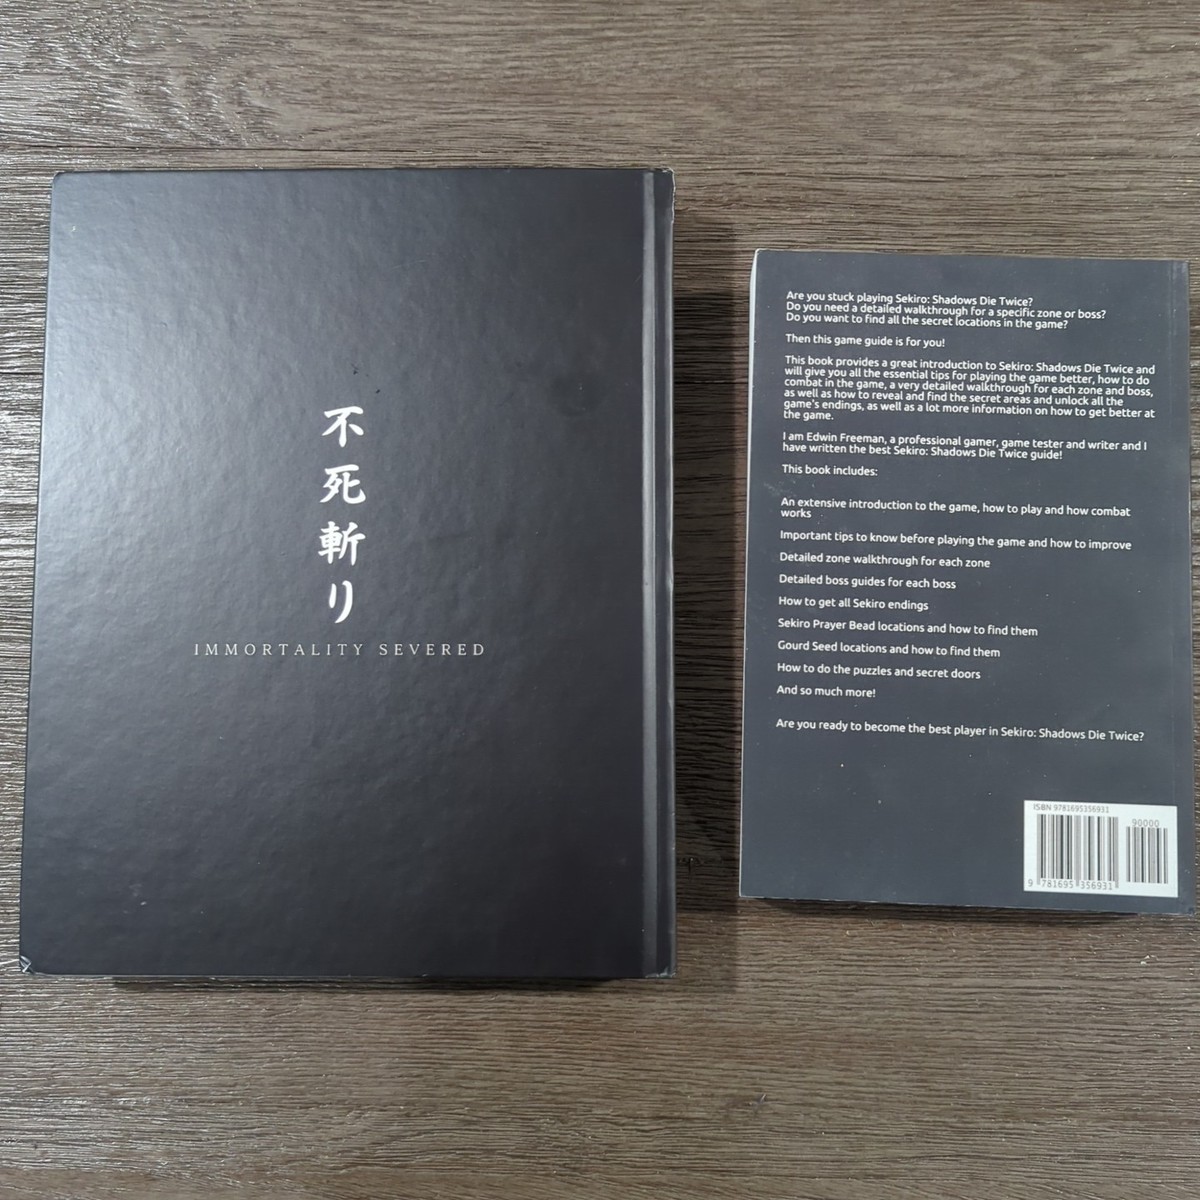 不死斬り
IMMORTALITY SEVERED
Are you stuck playing Sekiro: Shadows Die Twice?
Do you need a detailed walkthrough for a specific zone or boss?
Do you want to find all the secret locations in the game?
Then this game guide is for you!
This book provides a great introduction to Sekiro: Shadows Die Twice and
will give you all the essential tips for playing the game better, how to do
combat in the game, a very detailed walkthrough for each zone and boss,
as well as how to reveal and find the secret areas and unlock all the
game's endings, as well as a lot more information on how to get better at
the game.
I am Edwin Freeman, a professional gamer, game tester and writer and I
have written the best Sekiro: Shadows Die Twice guide!
This book includes:
An extensive introduction to the game, how to play and how combat
works
Important tips to know before playing the game and how to improve
Detailed zone walkthrough for each zone
Detailed boss guides for each boss
How to get all Sekiro endings
Sekiro Prayer Bead locations and how to find them
Gourd Seed locations and how to find them
How to do the puzzles and secret doors
And so much more!
Are you ready to become the best player in Sekiro: Shadows Die Twice?
ISBN 9781695356931
90000
9 781695 356931